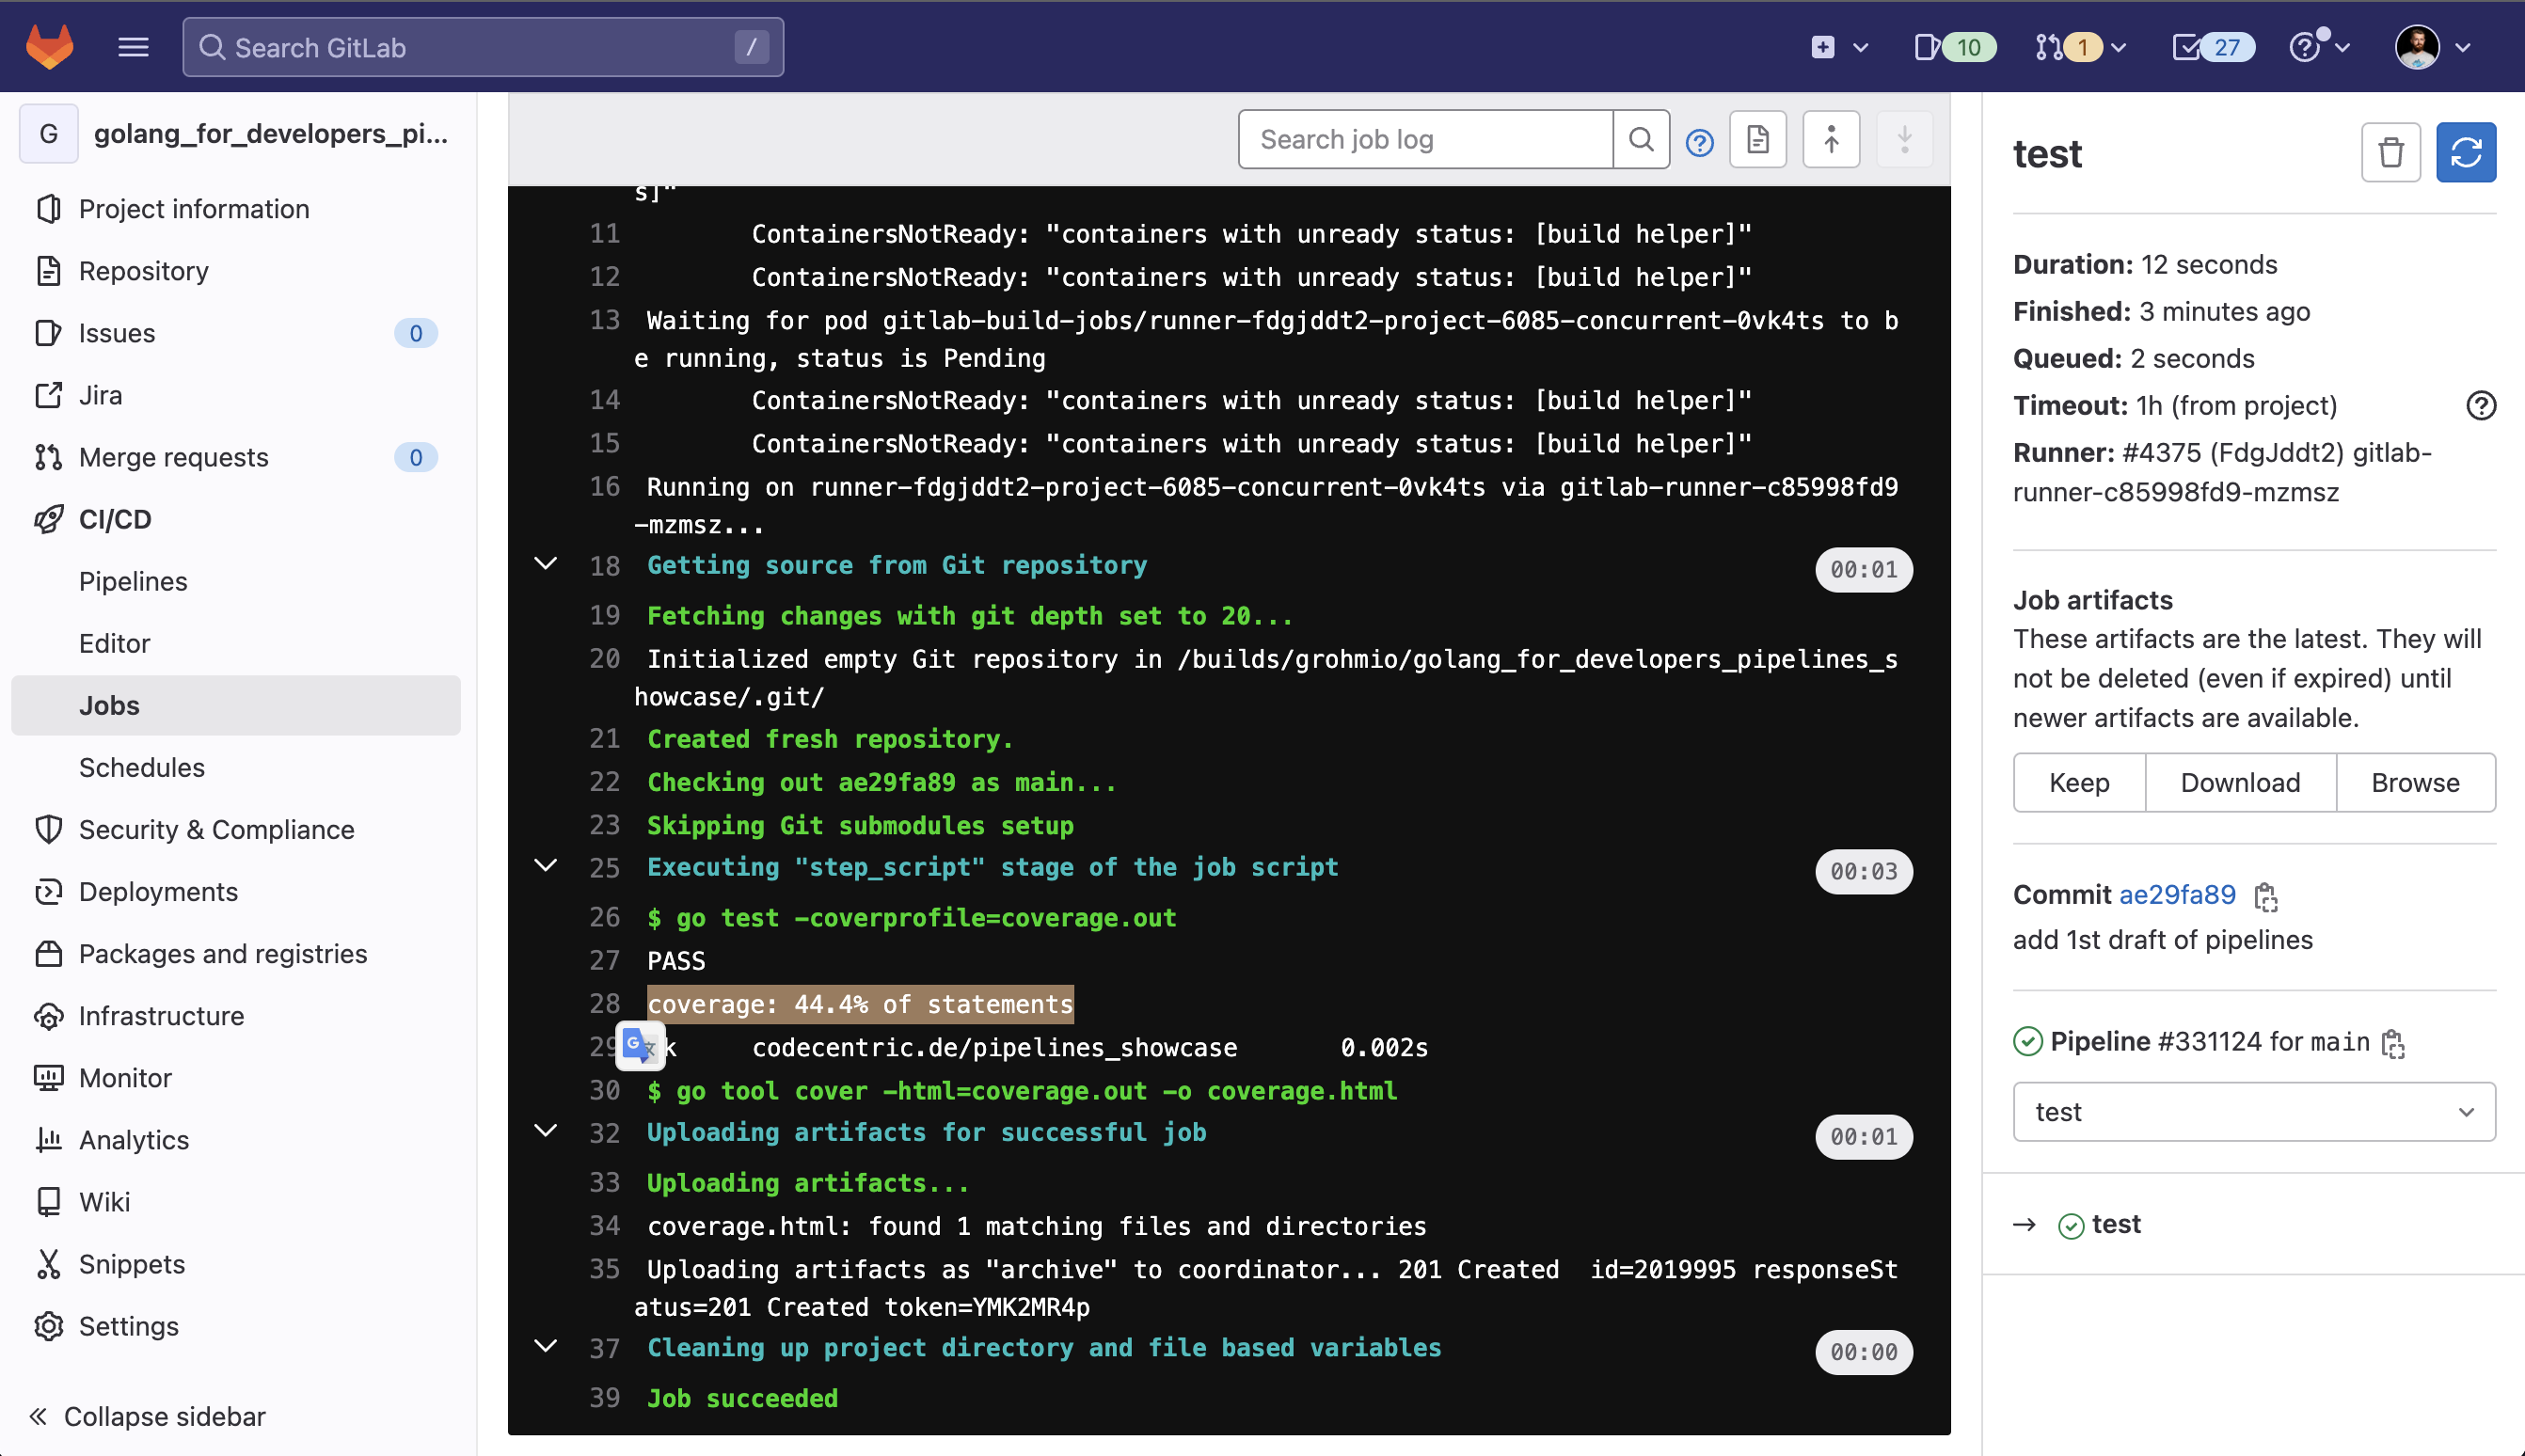 Search GitLab
/
10
1
27
G
golang_for_developers_pi...
Project information
Repository
Issues
0
Jira
Merge requests
0
CI/CD
Pipelines
Editor
Jobs
Schedules
Security & Compliance
Deployments
Packages and registries
Infrastructure
Monitor
Analytics
Wiki
Snippets
Settings
« Collapse sidebar
Search job log
s]"
11 ContainersNotReady: "containers with unready status: [build helper]"
12 ContainersNotReady: "containers with unready status: [build helper]"
13 Waiting for pod gitlab-build-jobs/runner-fdgjddt2-project-6085-concurrent-0vk4ts to b
e running, status is Pending
14 ContainersNotReady: "containers with unready status: [build helper]"
15 ContainersNotReady: "containers with unready status: [build helper]"
16 Running on runner-fdgjddt2-project-6085-concurrent-0vk4ts via gitlab-runner-c85998fd9
-mzmsz...
18 Getting source from Git repository 00:01
19 Fetching changes with git depth set to 20...
20 Initialized empty Git repository in /builds/grohmio/golang_for_developers_pipelines_s
howcase/.git/
21 Created fresh repository.
22 Checking out ae29fa89 as main...
23 Skipping Git submodules setup
25 Executing "step_script" stage of the job script 00:03
26 $ go test -coverprofile=coverage.out
27 PASS
28 coverage: 44.4% of statements
29 k codecentric.de/pipelines_showcase 0.002s
30 $ go tool cover -html=coverage.out -o coverage.html
32 Uploading artifacts for successful job 00:01
33 Uploading artifacts...
34 coverage.html: found 1 matching files and directories
35 Uploading artifacts as "archive" to coordinator... 201 Created  id=2019995 responseSt
atus=201 Created token=YMK2MR4p
37 Cleaning up project directory and file based variables 00:00
39 Job succeeded
test
Duration: 12 seconds
Finished: 3 minutes ago
Queued: 2 seconds
Timeout: 1h (from project)
Runner: #4375 (FdgJddt2) gitlab-
runner-c85998fd9-mzmsz
Job artifacts
These artifacts are the latest. They will
not be deleted (even if expired) until
newer artifacts are available.
Keep Download Browse
Commit ae29fa89
add 1st draft of pipelines
Pipeline #331124 for main
test
→ test